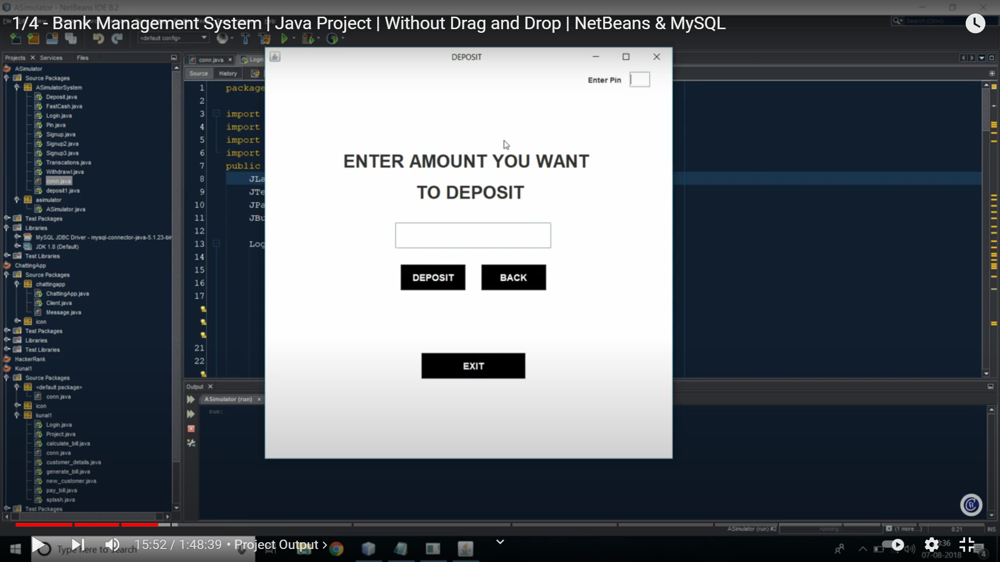 ASimulator - NetBeans IDE 8.2
1/4 - Bank Management System | Java Project | Without Drag and Drop | NetBeans & MySQL
Search (Ctrl+I)
<default config>
Projects
Services
Files
ASimulator
Source Packages
ASimulatorSystem
Deposit.java
FastCash.java
Login.java
Pin.java
Signup.java
Signup2.java
Signup3.java
Transcations.java
Withdrawl.java
conn.java
deposit1.java
asimulator
ASimulator.java
Test Packages
Libraries
MySQL JDBC Driver - mysql-connector-java-5.1.23-bin
JDK 1.8 (Default)
Test Libraries
ChattingApp
Source Packages
chattingapp
ChattingApp.java
Client.java
Message.java
icon
Test Packages
Libraries
Test Libraries
HackerRank
Kunal1
Source Packages
<default package>
conn.java
icon
kunal1
Login.java
Project.java
calculate_bill.java
conn.java
customer_details.java
generate_bill.java
new_customer.java
pay_bill.java
splash.java
Test Packages
conn.java
Login
Source
History
1 package
2
3 import
4 import
5 import
6 import
7 public
8 JLa
9 JTe
10 JPa
11 JBu
12
13 Log
14
15
16
17
21
22
DEPOSIT
Enter Pin
ENTER AMOUNT YOU WANT
TO DEPOSIT
DEPOSIT
BACK
EXIT
Output
ASimulator (run)
run:
ASimulator (run) #2
running...
(1 more...)
8:21
INS
Type here to search
15:52 / 1:48:39 • Project Output
:36
07-08-2018
4